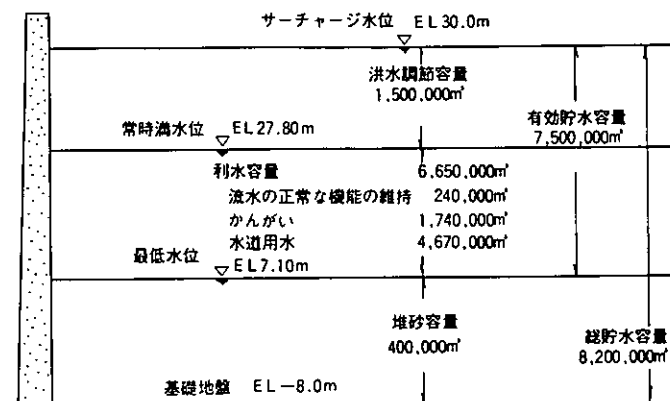 サーチャージ水位 EL30.0m
洪水調節容量
1,500,000㎥
有効貯水容量
7,500,000㎥
常時満水位 EL27.80m
利水容量 6,650,000㎥
流水の正常な機能の維持 240,000㎥
かんがい 1,740,000㎥
水道用水 4,670,000㎥
最低水位 EL7.10m
堆砂容量
400,000㎥
総貯水容量
8,200,000㎥
基礎地盤 EL-8.0m